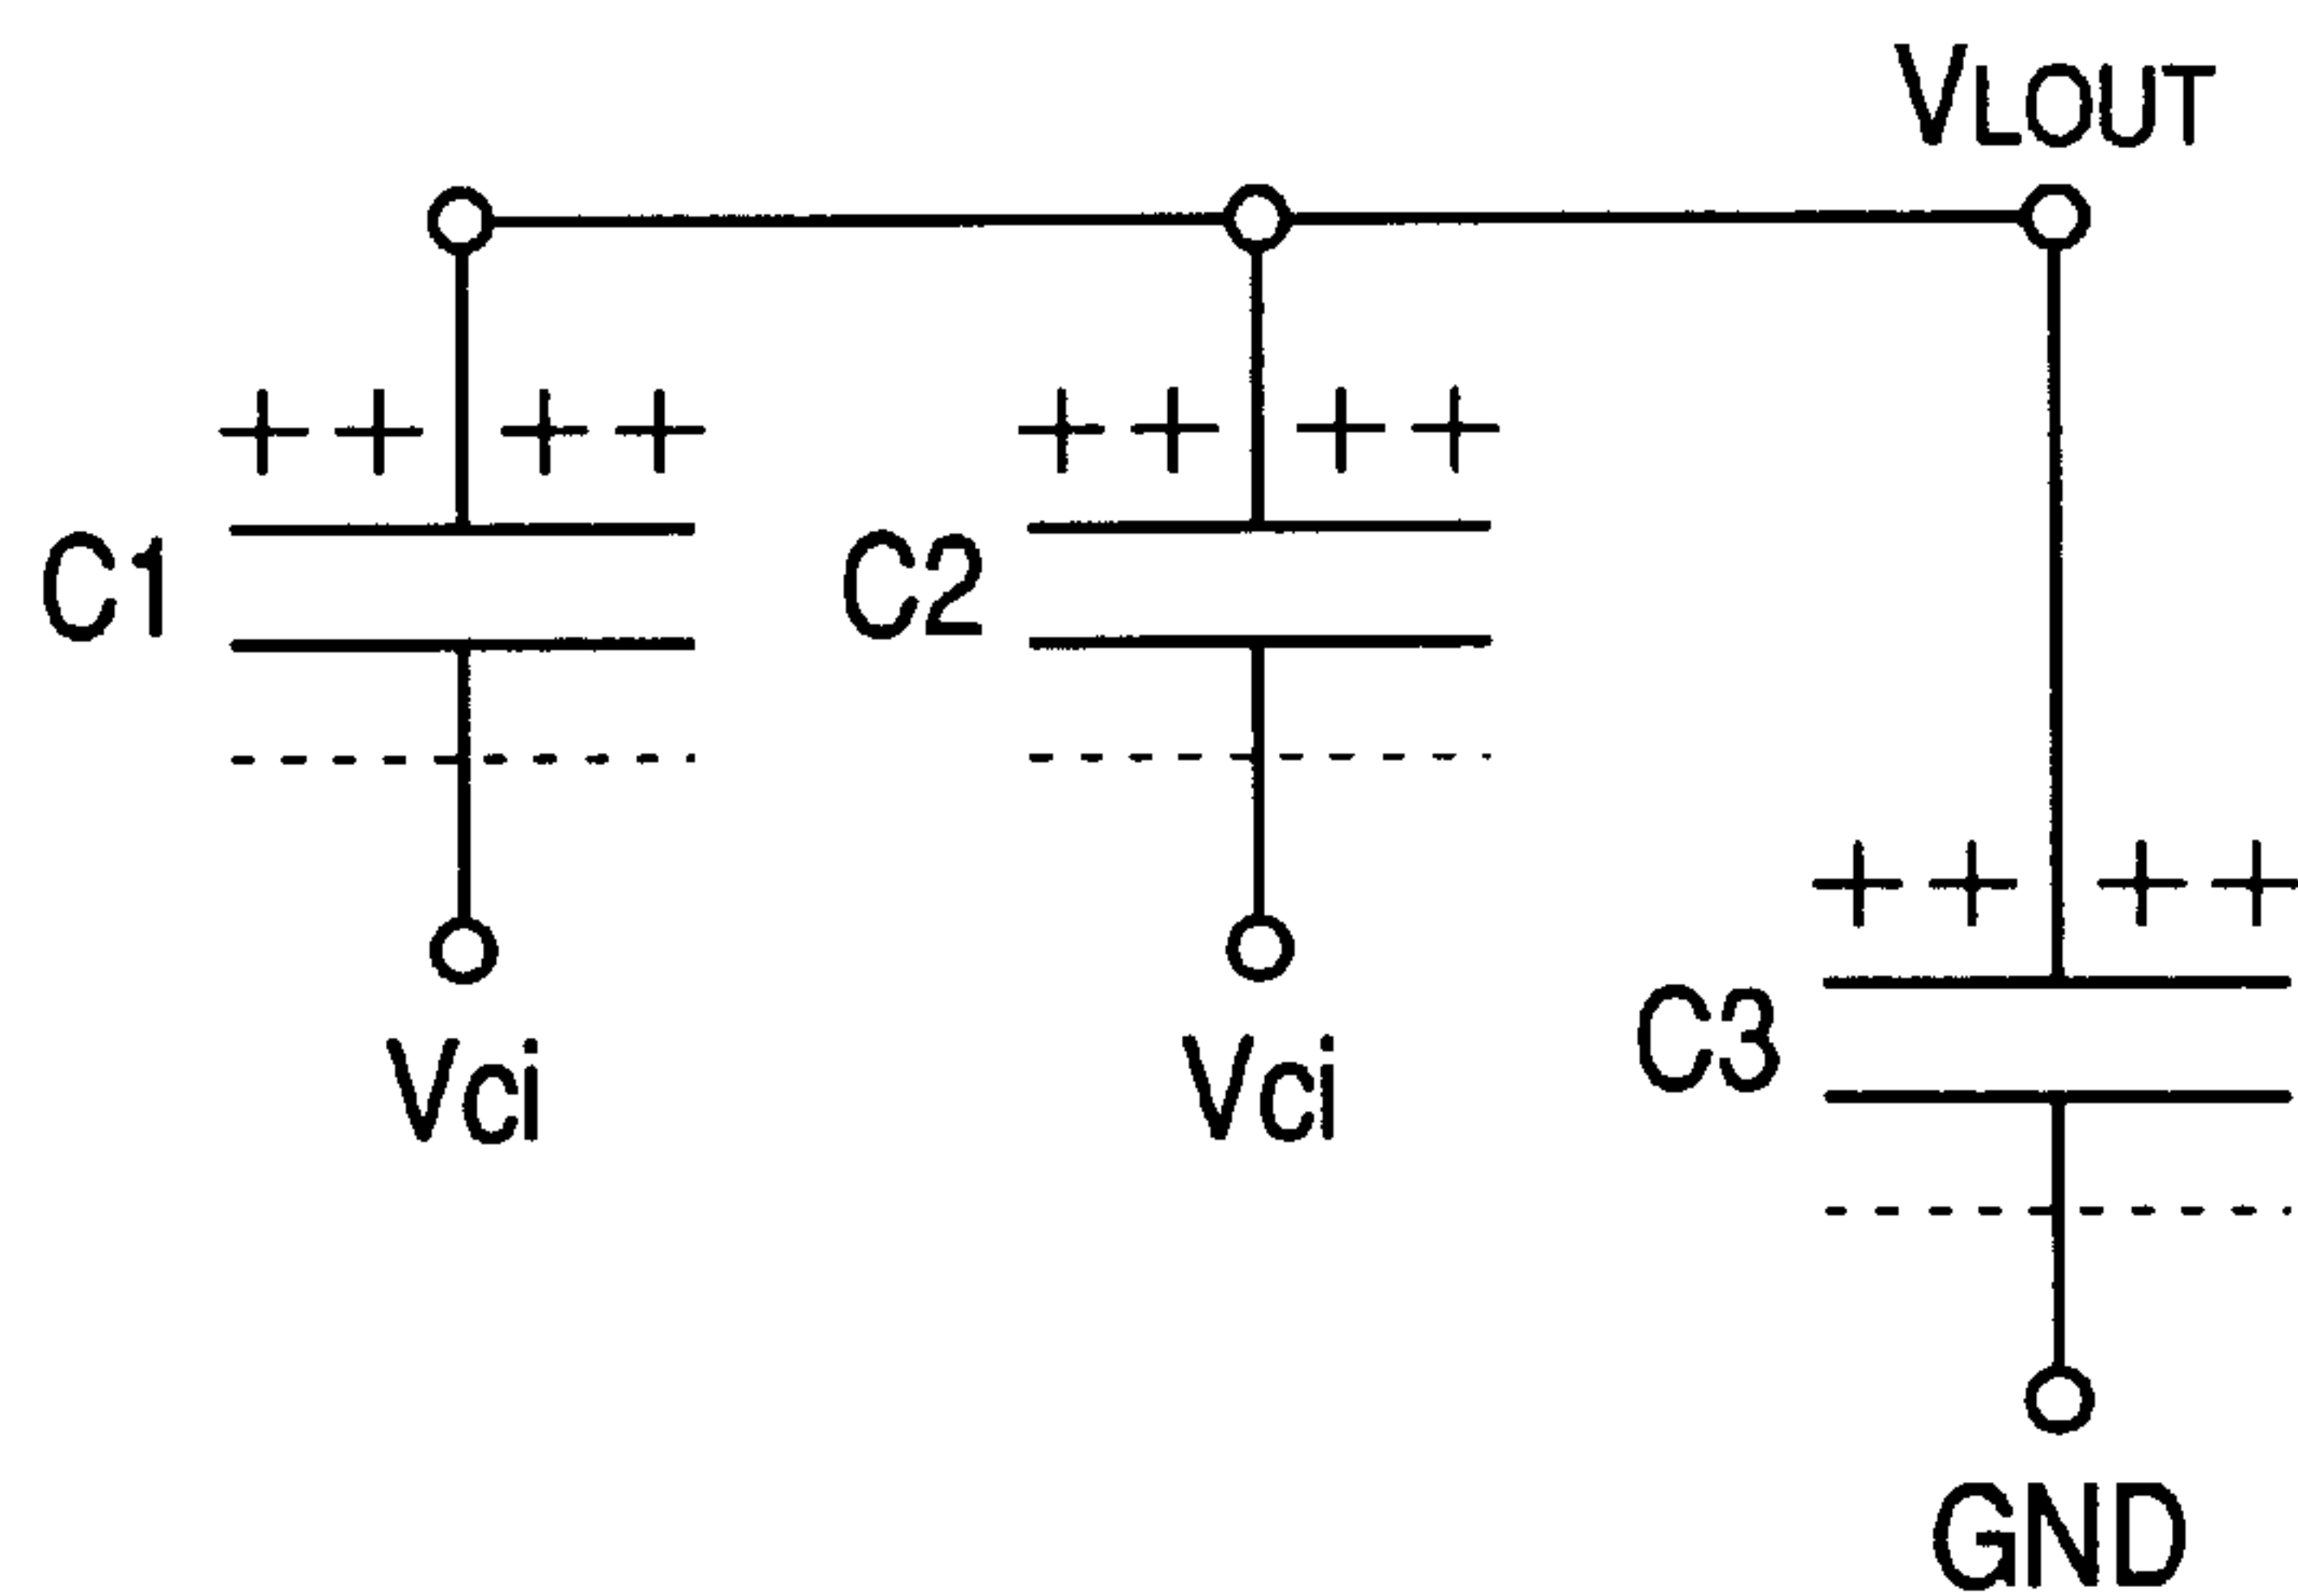 VLOUT
+ + + +
+ + + +
C1
C2
+ + + +
C3
Vci
Vci
GND